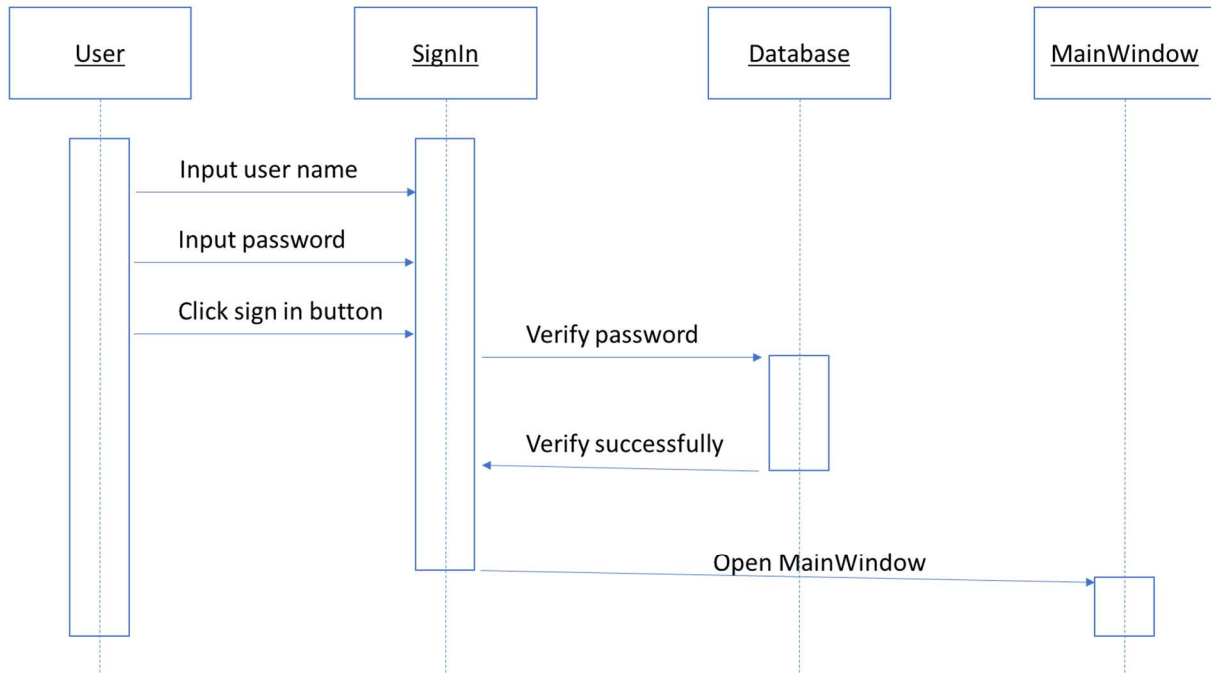 User
SignIn
Database
MainWindow
Input user name
Input password
Click sign in button
Verify password
Verify successfully
Open MainWindow